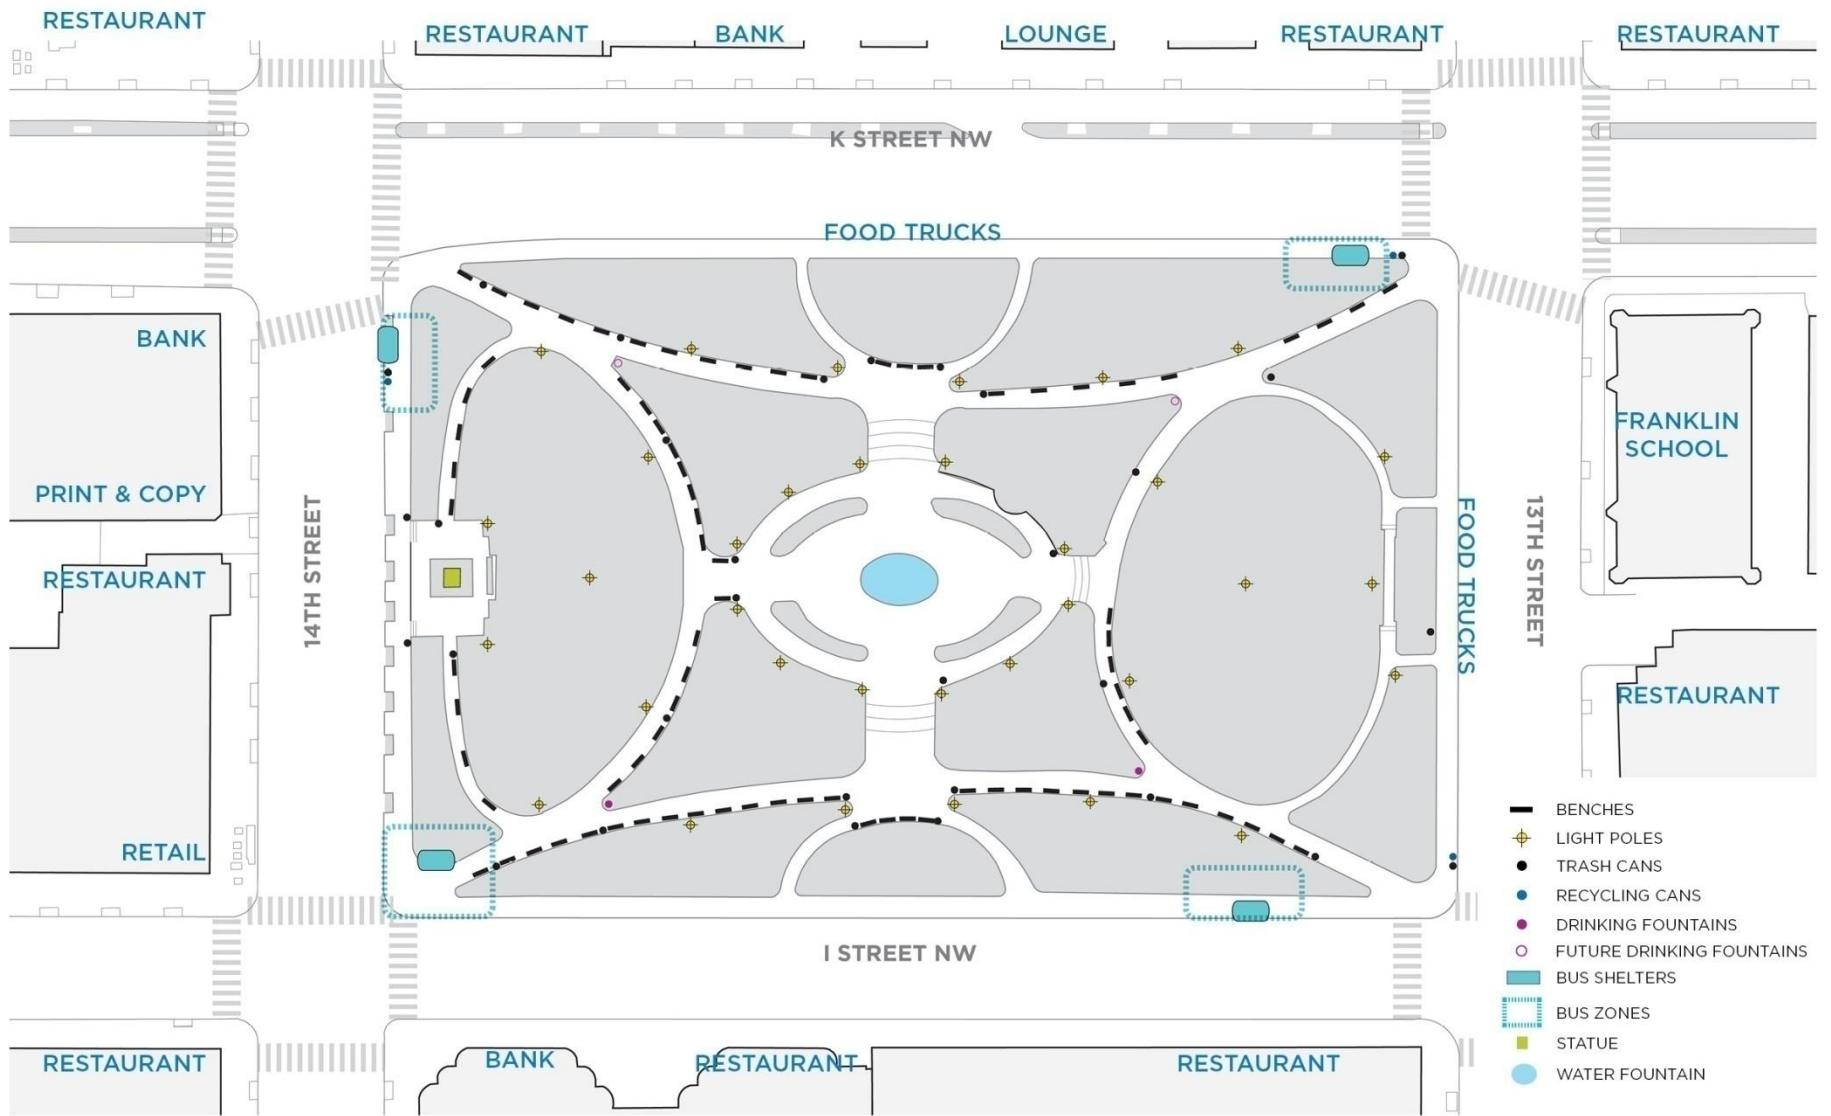 RESTAURANT
RESTAURANT
BANK
LOUNGE
RESTAURANT
RESTAURANT
K STREET NW
FOOD TRUCKS
BANK
PRINT & COPY
RESTAURANT
RETAIL
14TH STREET
FOOD TRUCKS
13TH STREET
FRANKLIN
SCHOOL
RESTAURANT
I STREET NW
RESTAURANT
BANK
RESTAURANT
RESTAURANT
BENCHES
LIGHT POLES
TRASH CANS
RECYCLING CANS
DRINKING FOUNTAINS
FUTURE DRINKING FOUNTAINS
BUS SHELTERS
BUS ZONES
STATUE
WATER FOUNTAIN